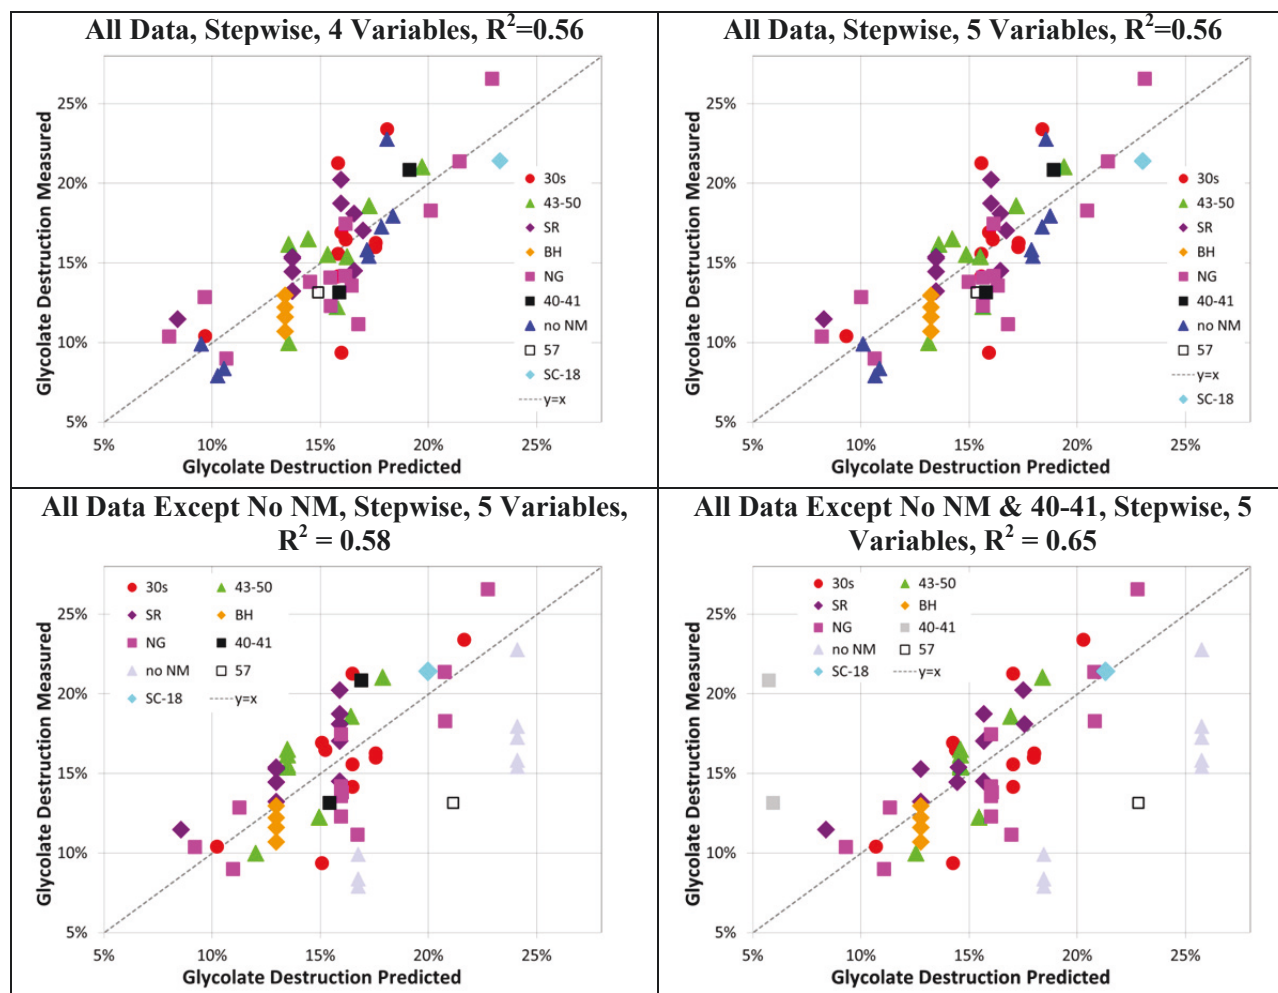 All Data, Stepwise, 4 Variables, R²=0.56
25%
20%
15%
10%
5%
5% 10% 15% 20% 25%
Glycolate Destruction Measured
Glycolate Destruction Predicted
30s
43-50
SR
BH
NG
40-41
no NM
57
SC-18
y=x
All Data, Stepwise, 5 Variables, R²=0.56
25%
20%
15%
10%
5%
5% 10% 15% 20% 25%
Glycolate Destruction Measured
Glycolate Destruction Predicted
30s
43-50
SR
BH
NG
40-41
no NM
57
y=x
SC-18
All Data Except No NM, Stepwise, 5 Variables,
R² = 0.58
25%
20%
15%
10%
5%
5% 10% 15% 20% 25%
Glycolate Destruction Measured
Glycolate Destruction Predicted
30s 43-50
SR BH
NG 40-41
no NM 57
SC-18 y=x
All Data Except No NM & 40-41, Stepwise, 5
Variables, R² = 0.65
25%
20%
15%
10%
5%
5% 10% 15% 20% 25%
Glycolate Destruction Measured
Glycolate Destruction Predicted
30s 43-50
SR BH
NG 40-41
no NM 57
SC-18 y=x